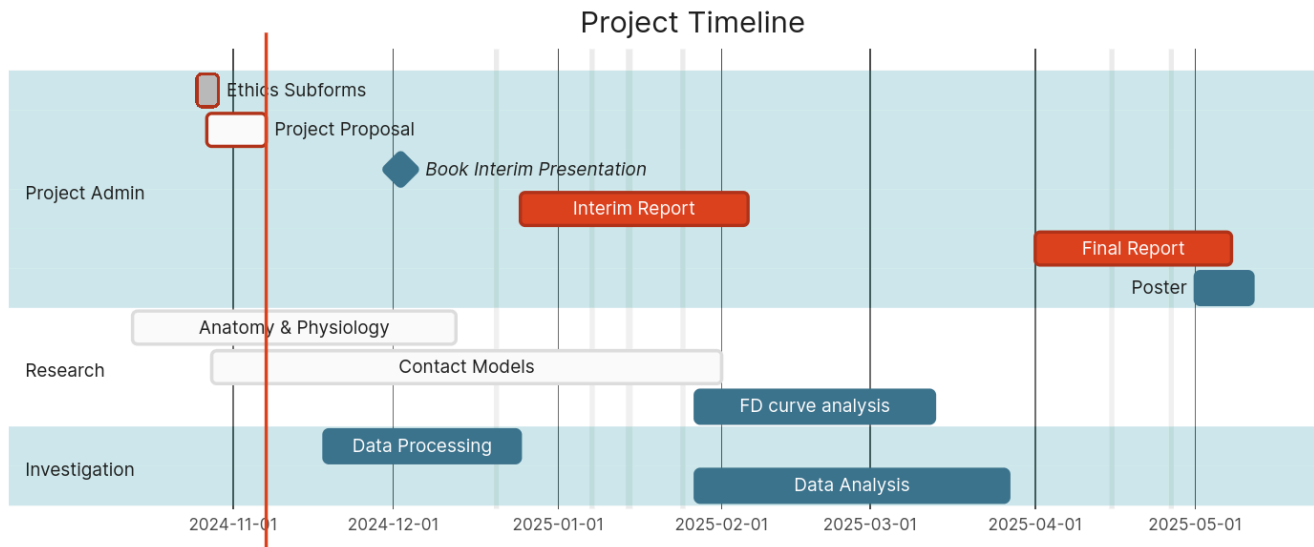 Project Timeline
Ethics Subforms
Project Proposal
Book Interim Presentation
Project Admin
Interim Report
Final Report
Poster
Anatomy & Physiology
Research
Contact Models
FD curve analysis
Data Processing
Investigation
Data Analysis
2024-11-01 2024-12-01 2025-01-01 2025-02-01 2025-03-01 2025-04-01 2025-05-01